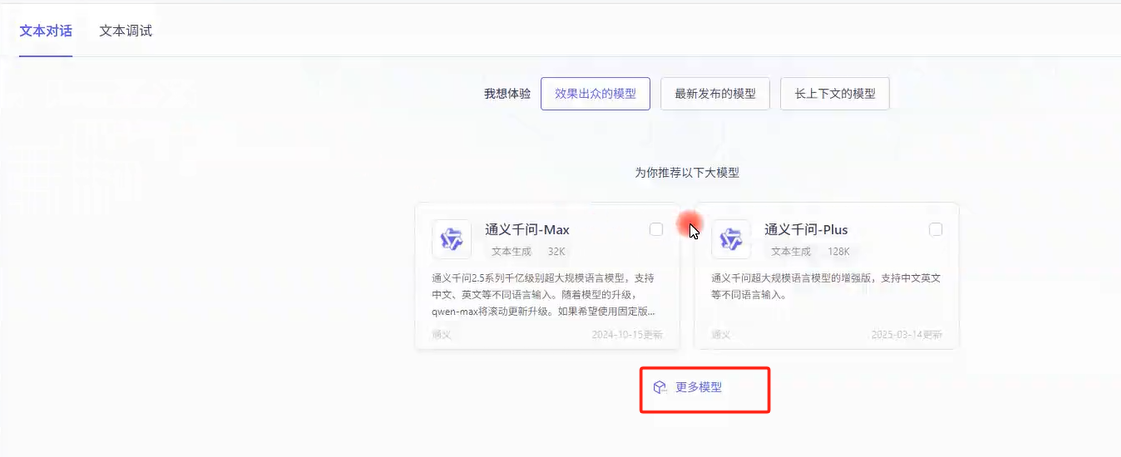 文本对话 文本调试
我想体验 效果出众的模型 最新发布的模型 长上下文的模型
为你推荐以下大模型
通义千问-Max
文本生成 32K
通义千问2.5系列千亿级别超大规模语言模型，支持
中文、英文等不同语言输入。随着模型的升级，
qwen-max将滚动更新升级。如果希望使用固定版...
通义 2024-10-15更新
通义千问-Plus
文本生成 128K
通义千问超大规模语言模型的增强版，支持中文英文
等不同语言输入。
通义 2025-03-14更新
更多模型